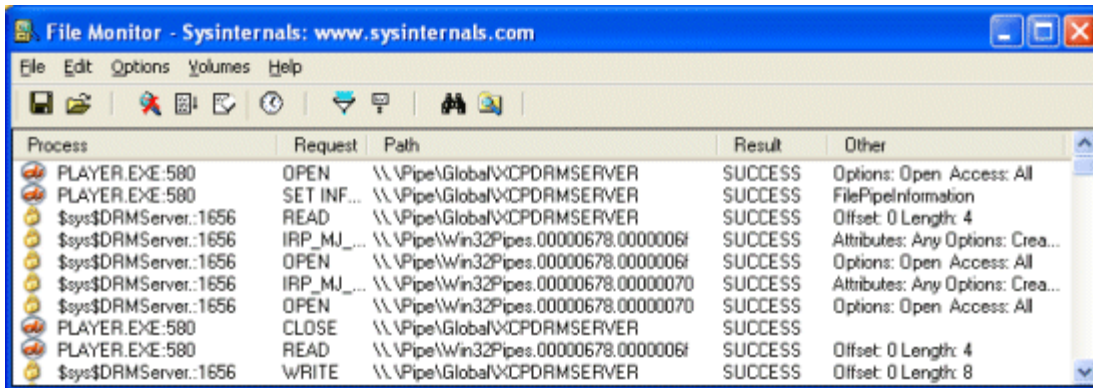 File Monitor - Sysinternals: www.sysinternals.com
File Edit Options Volumes Help
Process Request Path Result Other
PLAYER.EXE:580 OPEN \\.\Pipe\Global\XCPDRMSERVER SUCCESS Options: Open Access: All
PLAYER.EXE:580 SET INF... \\.\Pipe\Global\XCPDRMSERVER SUCCESS FilePipeInformation
$sys$DRMServer.:1656 READ \\.\Pipe\Global\XCPDRMSERVER SUCCESS Offset: 0 Length: 4
$sys$DRMServer.:1656 IRP_MJ_... \\.\Pipe\Win32Pipes.00000678.0000006f SUCCESS Attributes: Any Options: Crea...
$sys$DRMServer.:1656 OPEN \\.\Pipe\Win32Pipes.00000678.0000006f SUCCESS Options: Open Access: All
$sys$DRMServer.:1656 IRP_MJ_... \\.\Pipe\Win32Pipes.00000678.00000070 SUCCESS Attributes: Any Options: Crea...
$sys$DRMServer.:1656 OPEN \\.\Pipe\Win32Pipes.00000678.00000070 SUCCESS Options: Open Access: All
PLAYER.EXE:580 CLOSE \\.\Pipe\Global\XCPDRMSERVER SUCCESS
PLAYER.EXE:580 READ \\.\Pipe\Win32Pipes.00000678.0000006f SUCCESS Offset: 0 Length: 4
$sys$DRMServer.:1656 WRITE \\.\Pipe\Global\XCPDRMSERVER SUCCESS Offset: 0 Length: 8